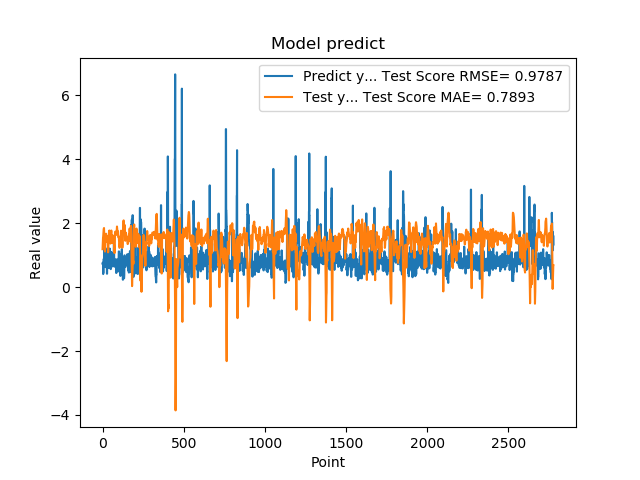 Model predict
Predict y... Test Score RMSE= 0.9787
Test y... Test Score MAE= 0.7893
Real value
6
4
2
0
−2
−4
0 500 1000 1500 2000 2500
Point